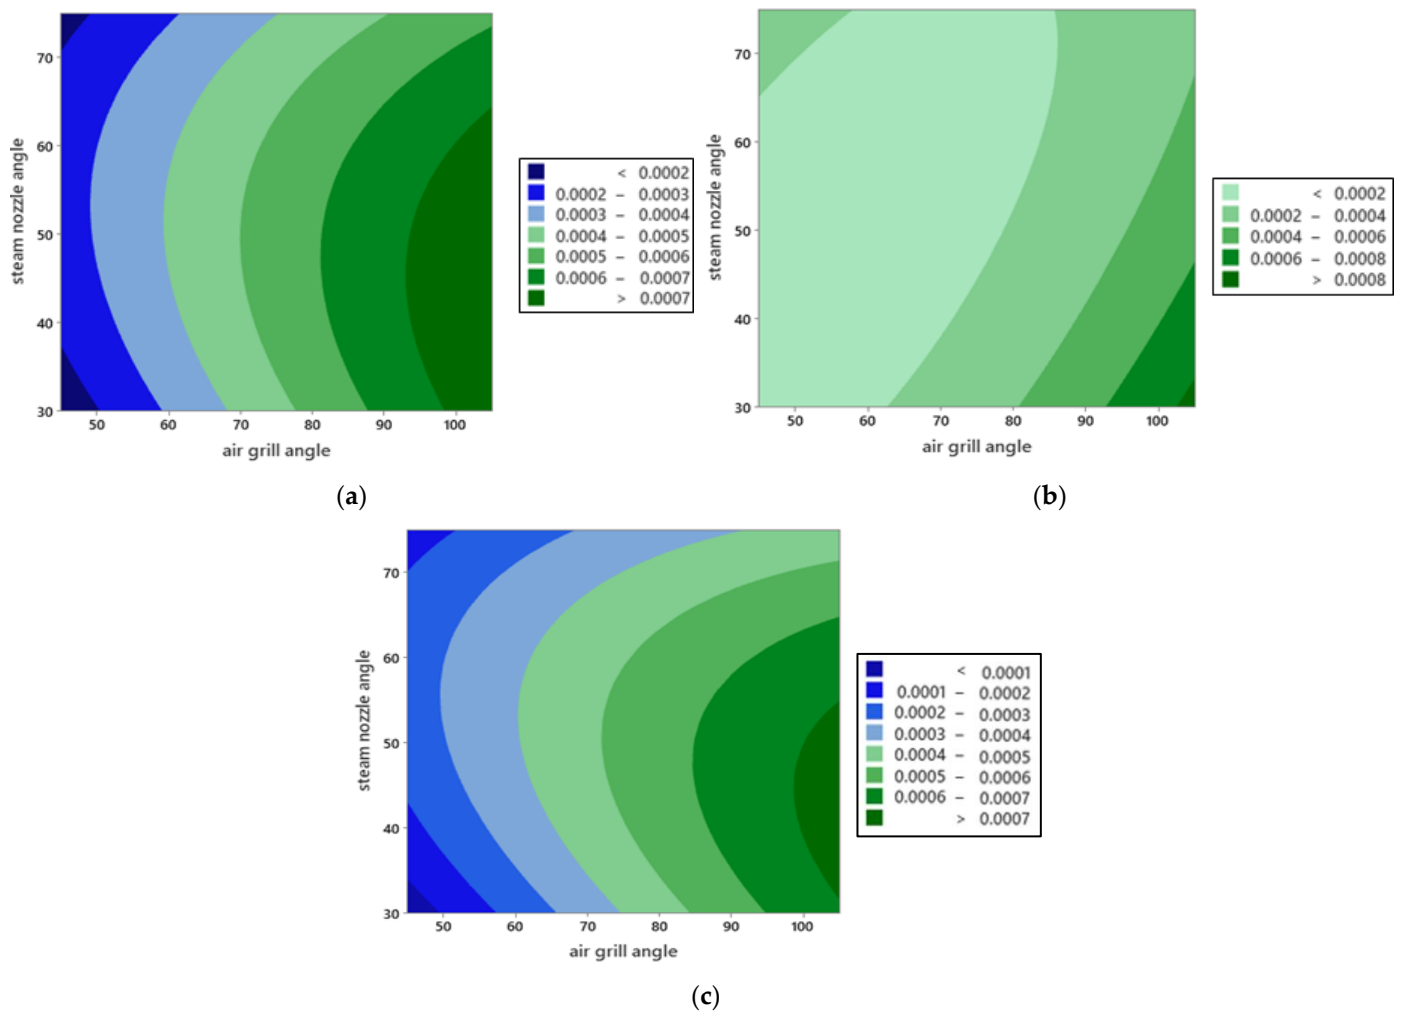 70
60
50
40
30
steam nozzle angle
50 60 70 80 90 100
air grill angle
< 0.0002
0.0002 – 0.0003
0.0003 – 0.0004
0.0004 – 0.0005
0.0005 – 0.0006
0.0006 – 0.0007
> 0.0007
(a)
70
60
50
40
30
steam nozzle angle
50 60 70 80 90 100
air grill angle
< 0.0002
0.0002 – 0.0004
0.0004 – 0.0006
0.0006 – 0.0008
> 0.0008
(b)
70
60
50
40
30
steam nozzle angle
50 60 70 80 90 100
air grill angle
< 0.0001
0.0001 – 0.0002
0.0002 – 0.0003
0.0003 – 0.0004
0.0004 – 0.0005
0.0005 – 0.0006
0.0006 – 0.0007
> 0.0007
(c)